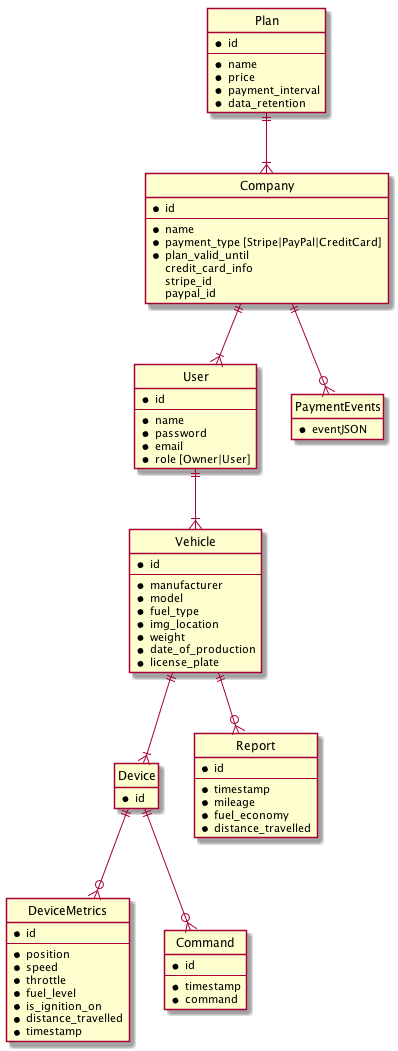 Plan
id
name
price
payment_interval
data_retention
Company
id
name
payment_type [Stripe|PayPal|CreditCard]
plan_valid_until
credit_card_info
stripe_id
paypal_id
User
id
name
password
email
role [Owner|User]
PaymentEvents
eventJSON
Vehicle
id
manufacturer
model
fuel_type
img_location
weight
date_of_production
license_plate
Device
id
Report
id
timestamp
mileage
fuel_economy
distance_travelled
DeviceMetrics
id
position
speed
throttle
fuel_level
is_ignition_on
distance_travelled
timestamp
Command
id
timestamp
command